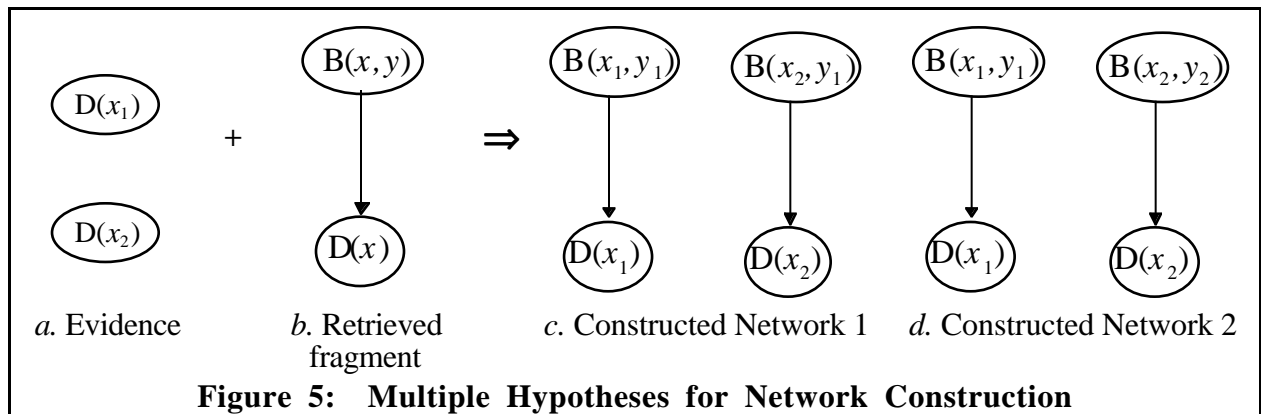 B(x,y) B(x₁,y₁) B(x₂,y₁) B(x₁,y₁) B(x₂,y₂)
D(x₁)
+ ⇒
D(x₂) D(x) D(x₁) D(x₂) D(x₁) D(x₂)
a. Evidence b. Retrieved c. Constructed Network 1 d. Constructed Network 2
fragment
Figure 5: Multiple Hypotheses for Network Construction